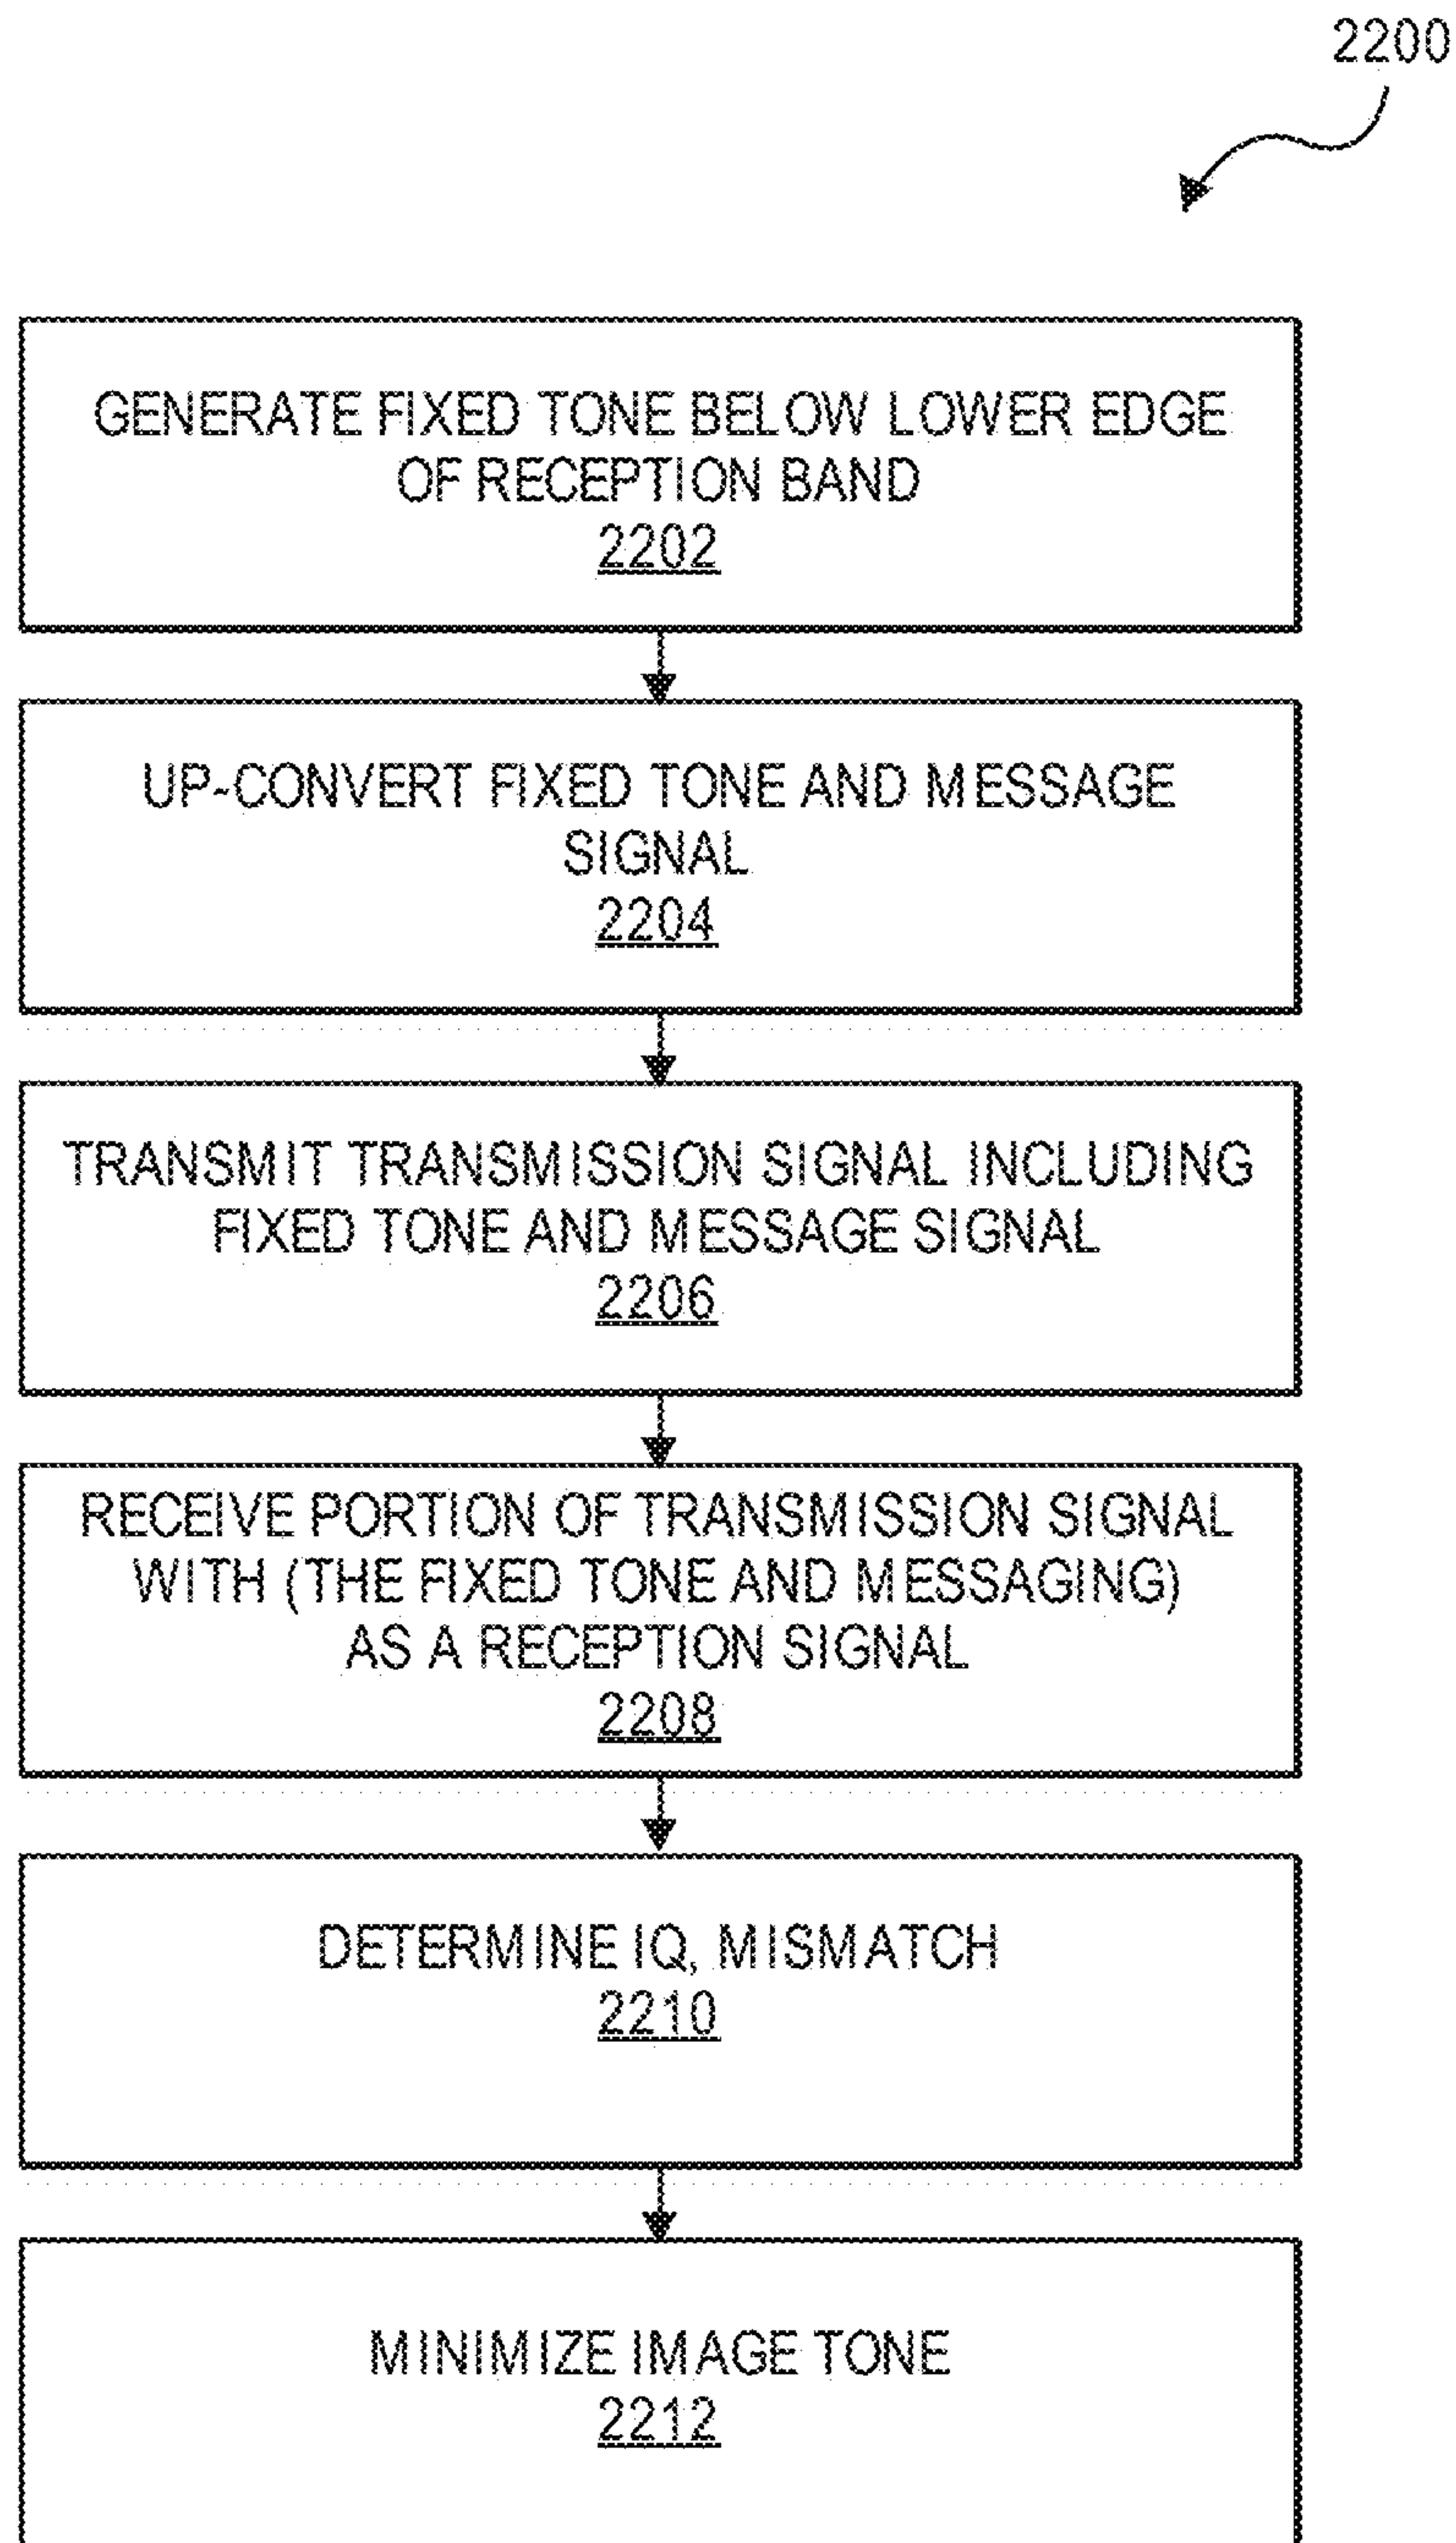 2200
GENERATE FIXED TONE BELOW LOWER EDGE
OF RECEPTION BAND
2202
UP-CONVERT FIXED TONE AND MESSAGE
SIGNAL
2204
TRANSMIT TRANSMISSION SIGNAL INCLUDING
FIXED TONE AND MESSAGE SIGNAL
2206
RECEIVE PORTION OF TRANSMISSION SIGNAL
WITH (THE FIXED TONE AND MESSAGING)
AS A RECEPTION SIGNAL
2208
DETERMINE IQ, MISMATCH
2210
MINIMIZE IMAGE TONE
2212